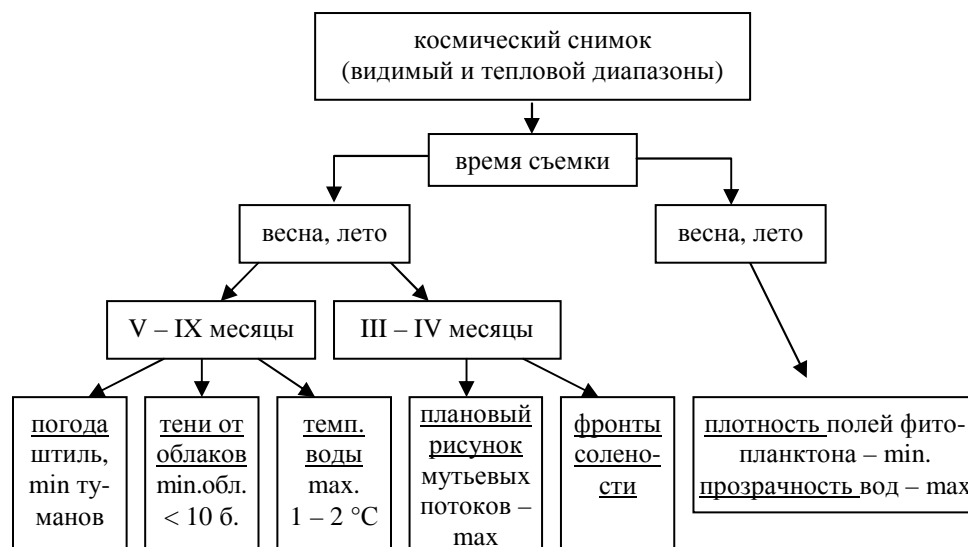 космический снимок
(видимый и тепловой диапазоны)
время съемки
весна, лето
весна, лето
V – IX месяцы
III – IV месяцы
погода
штиль,
min ту-
манов
тени от
облаков
min.обл.
< 10 б.
темп.
воды
max.
1 – 2 °C
плановый
рисунок
мутьевых
потоков –
max
фронты
солено-
сти
плотность полей фито-
планктона – min.
прозрачность вод – max